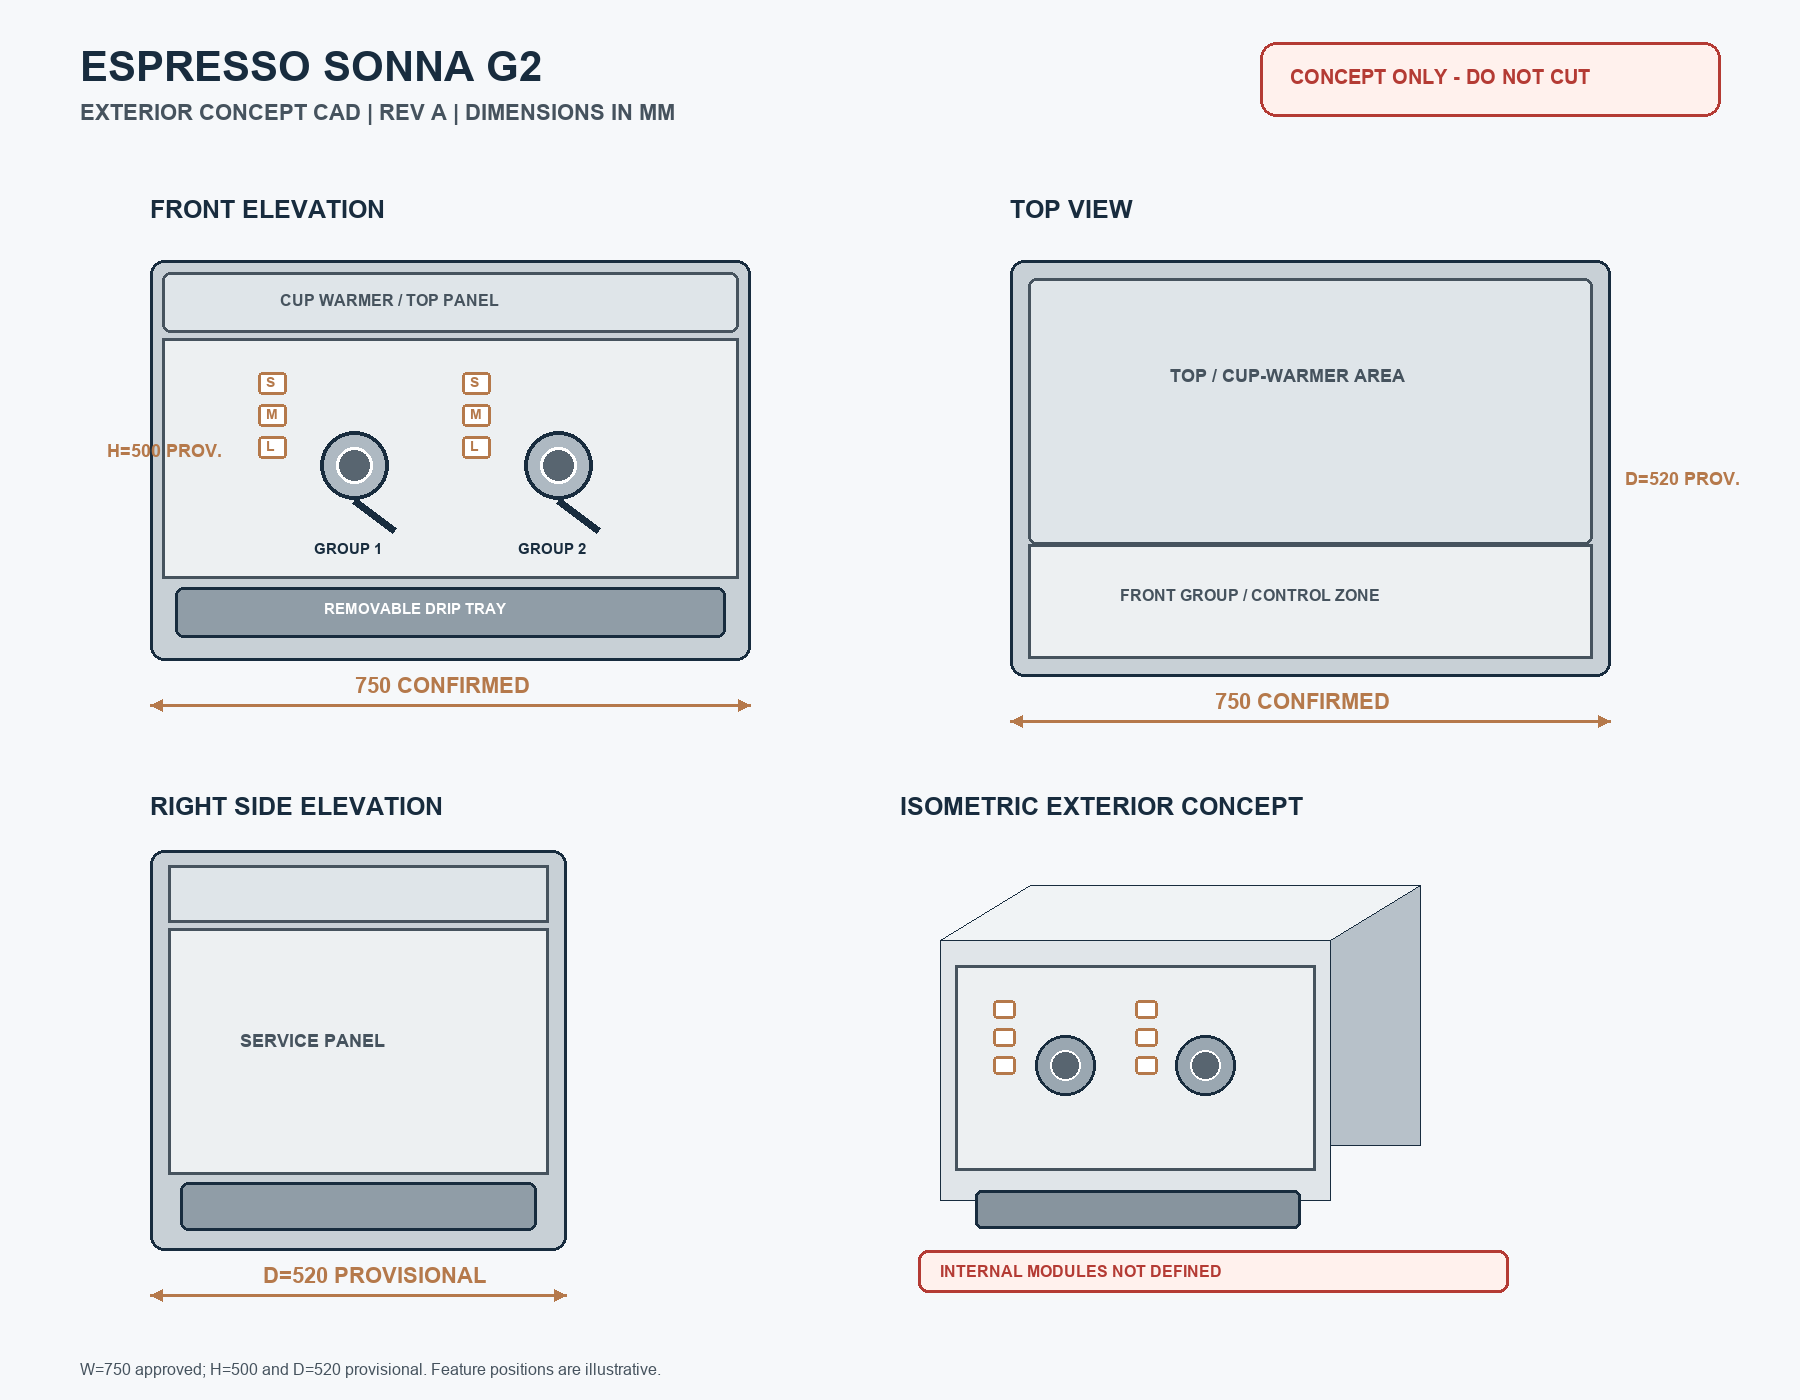 ESPRESSO SONNA G2
EXTERIOR CONCEPT CAD | REV A | DIMENSIONS IN MM
CONCEPT ONLY - DO NOT CUT
FRONT ELEVATION
CUP WARMER / TOP PANEL
S
M
L
S
M
L
H=500 PROV.
GROUP 1
GROUP 2
REMOVABLE DRIP TRAY
750 CONFIRMED
TOP VIEW
TOP / CUP-WARMER AREA
D=520 PROV.
FRONT GROUP / CONTROL ZONE
750 CONFIRMED
RIGHT SIDE ELEVATION
SERVICE PANEL
D=520 PROVISIONAL
ISOMETRIC EXTERIOR CONCEPT
INTERNAL MODULES NOT DEFINED
W=750 approved; H=500 and D=520 provisional. Feature positions are illustrative.